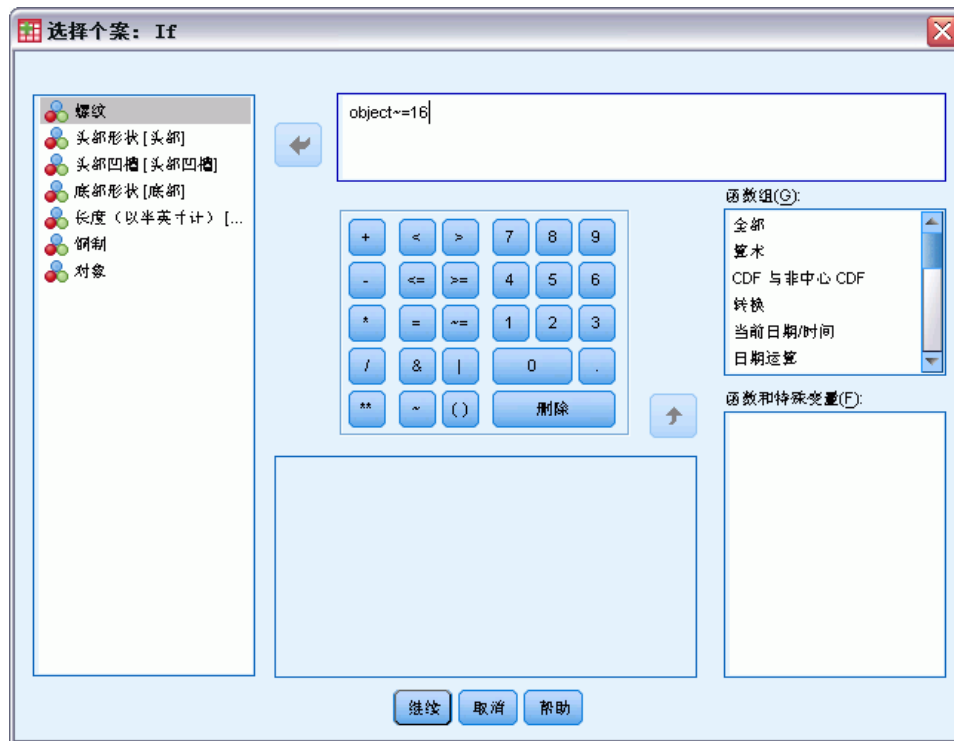 选择个案: If
螺纹
头部形状 [头部]
头部凹槽 [头部凹槽]
底部形状 [底部]
长度（以半英寸计）[...
铜制
对象
object~=16
+ < > 7 8 9
- <= >= 4 5 6
* = ~= 1 2 3
/ & | 0 .
** ~ ( ) 删除
函数组(G):
全部
算术
CDF 与非中心 CDF
转换
当前日期/时间
日期运算
函数和特殊变量(F):
继续 取消 帮助